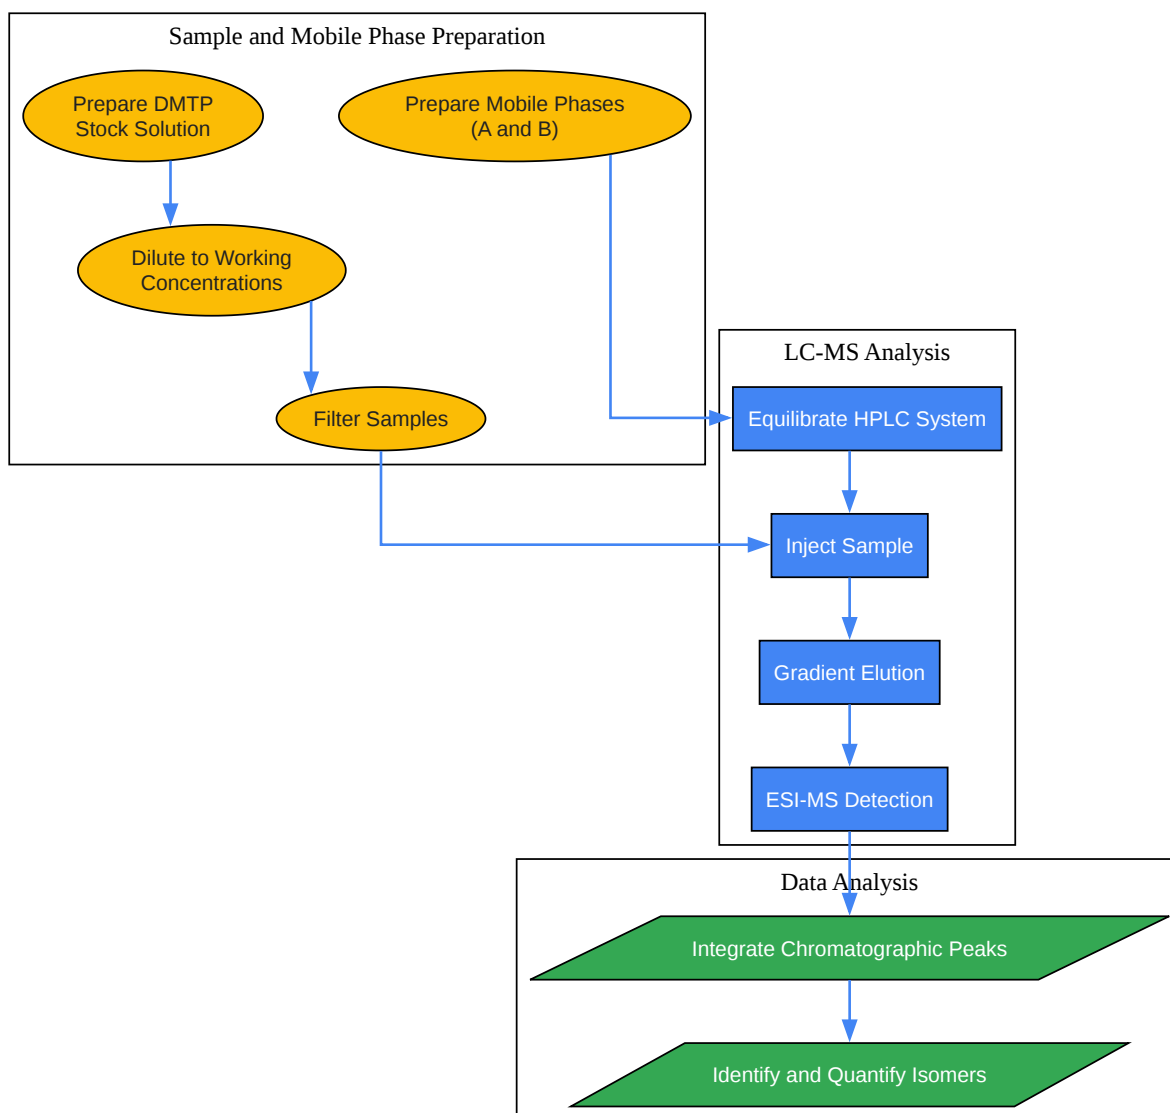 Sample and Mobile Phase Preparation
Prepare DMTP
Stock Solution
Prepare Mobile Phases
(A and B)
Dilute to Working
Concentrations
Filter Samples
LC-MS Analysis
Equilibrate HPLC System
Inject Sample
Gradient Elution
ESI-MS Detection
Data Analysis
Integrate Chromatographic Peaks
Identify and Quantify Isomers